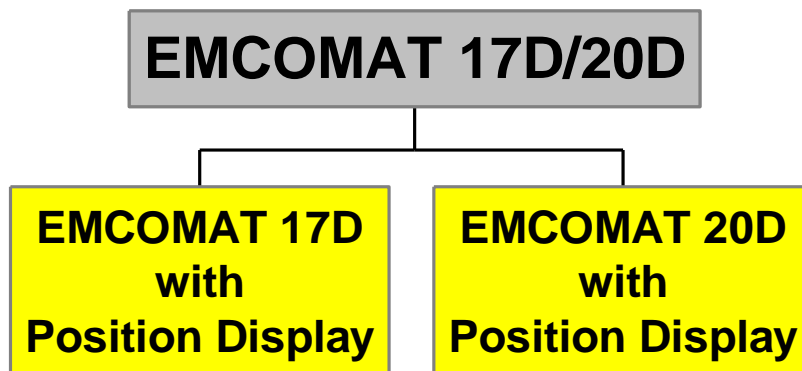 EMCOMAT 17D/20D
EMCOMAT 17D
with
Position Display
EMCOMAT 20D
with
Position Display